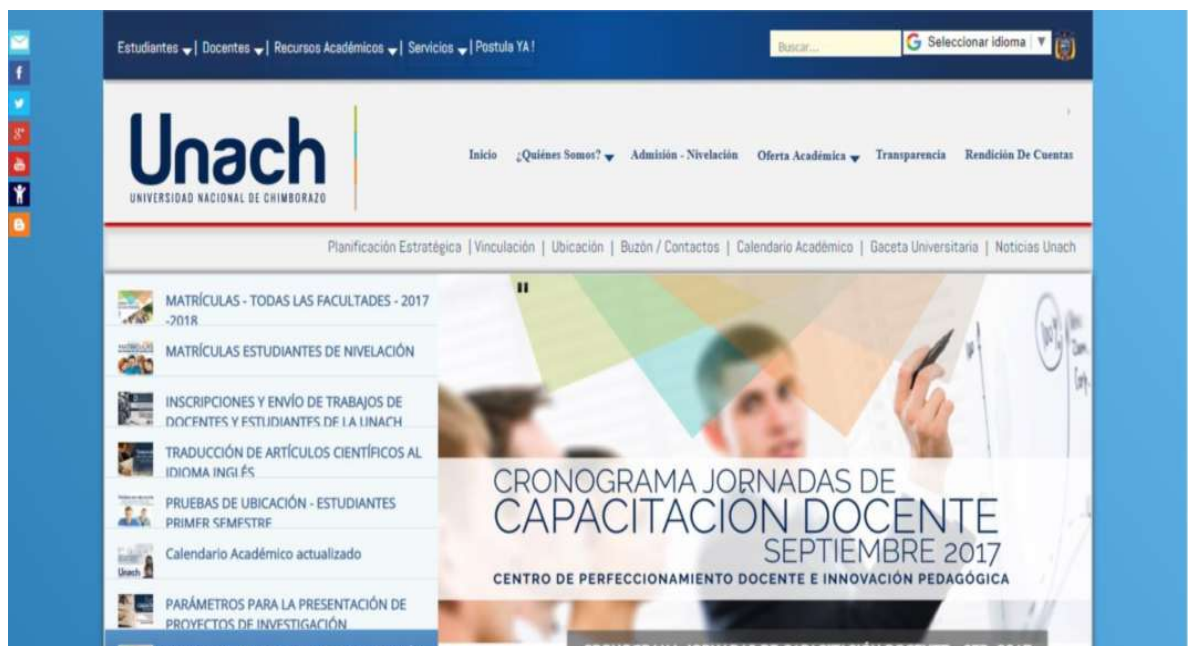 Estudiantes | Docentes | Recursos Académicos | Servicios | Postula YA!
Buscar...
G Seleccionar idioma | ▼
Unach
UNIVERSIDAD NACIONAL DE CHIMBORAZO
Inicio ¿Quiénes Somos? Admisión - Nivelación Oferta Académica Transparencia Rendición De Cuentas
Planificación Estratégica | Vinculación | Ubicación | Buzón / Contactos | Calendario Académico | Gaceta Universitaria | Noticias Unach
MATRÍCULAS - TODAS LAS FACULTADES - 2017
-2018
MATRÍCULAS ESTUDIANTES DE NIVELACIÓN
INSCRIPCIONES Y ENVÍO DE TRABAJOS DE
DOCENTES Y ESTUDIANTES DE LA UNACH
TRADUCCIÓN DE ARTÍCULOS CIENTÍFICOS AL
IDIOMA INGLÉS
PRUEBAS DE UBICACIÓN - ESTUDIANTES
PRIMER SEMESTRE
Calendario Académico actualizado
Unach
PARÁMETROS PARA LA PRESENTACIÓN DE
PROYECTOS DE INVESTIGACIÓN
CRONOGRAMA JORNADAS DE
CAPACITACIÓN DOCENTE
SEPTIEMBRE 2017
CENTRO DE PERFECCIONAMIENTO DOCENTE E INNOVACIÓN PEDAGÓGICA